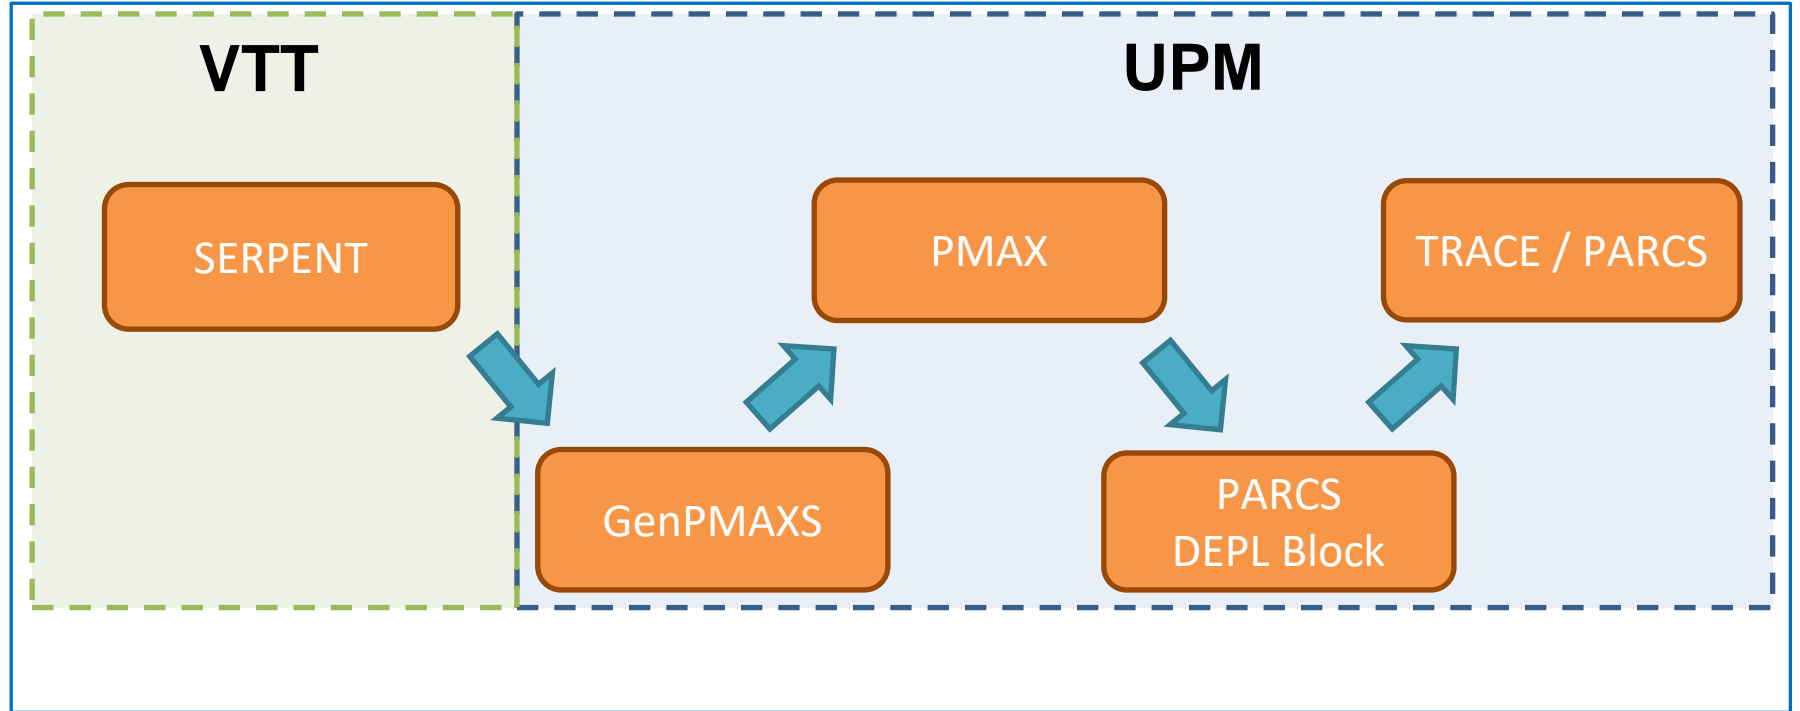 VTT
UPM
SERPENT
PMAX
TRACE / PARCS
GenPMAXS
PARCS
DEPL Block